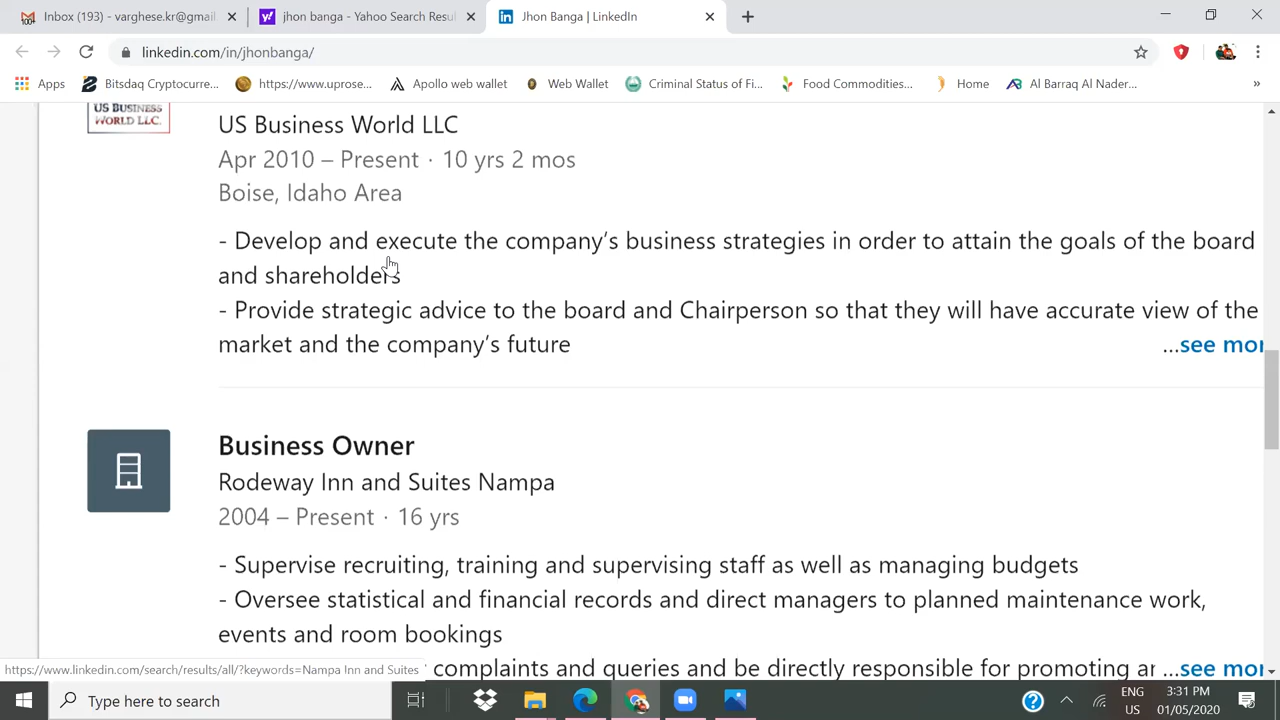 Inbox (193) - varghese.kr@gmail
jhon banga - Yahoo Search Resul
Jhon Banga | LinkedIn
linkedin.com/in/jhonbanga/
Apps
Bitsdaq Cryptocurre...
https://www.uprose...
Apollo web wallet
Web Wallet
Criminal Status of Fi...
Food Commodities...
Home
Al Barraq Al Nader...
»
US BUSINESS
WORLD LLC.
US Business World LLC
Apr 2010 – Present · 10 yrs 2 mos
Boise, Idaho Area
- Develop and execute the company’s business strategies in order to attain the goals of the board
and shareholders
- Provide strategic advice to the board and Chairperson so that they will have accurate view of the
market and the company’s future ...see mor
Business Owner
Rodeway Inn and Suites Nampa
2004 – Present · 16 yrs
- Supervise recruiting, training and supervising staff as well as managing budgets
- Oversee statistical and financial records and direct managers to planned maintenance work,
events and room bookings
complaints and queries and be directly responsible for promoting ar ...see mor
https://www.linkedin.com/search/results/all/?keywords=Nampa Inn and Suites
Type here to search
ENG
US
3:31 PM
01/05/2020